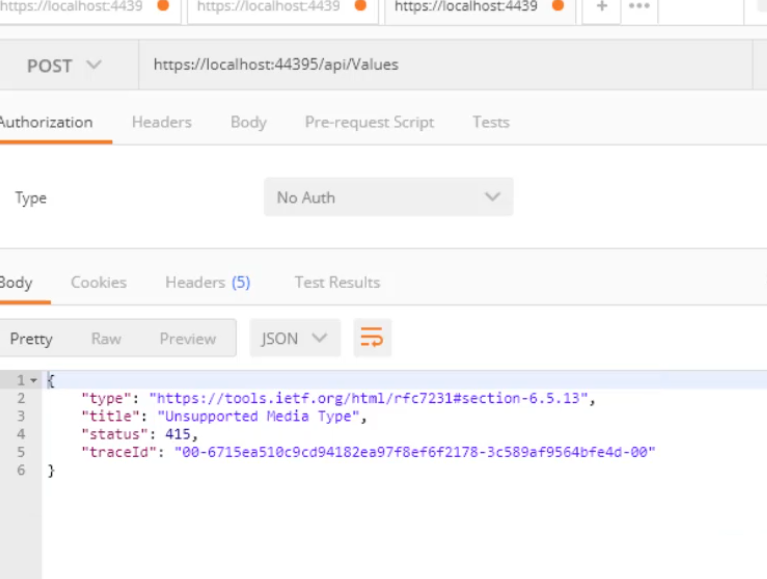 https://localhost:4439 https://localhost:4439 https://localhost:4439 + •••
POST https://localhost:44395/api/Values
Authorization Headers Body Pre-request Script Tests
Type No Auth
Body Cookies Headers (5) Test Results
Pretty Raw Preview JSON
1 {
2 "type": "https://tools.ietf.org/html/rfc7231#section-6.5.13",
3 "title": "Unsupported Media Type",
4 "status": 415,
5 "traceId": "00-6715ea510c9cd94182ea97f8ef6f2178-3c589af9564bfe4d-00"
6 }